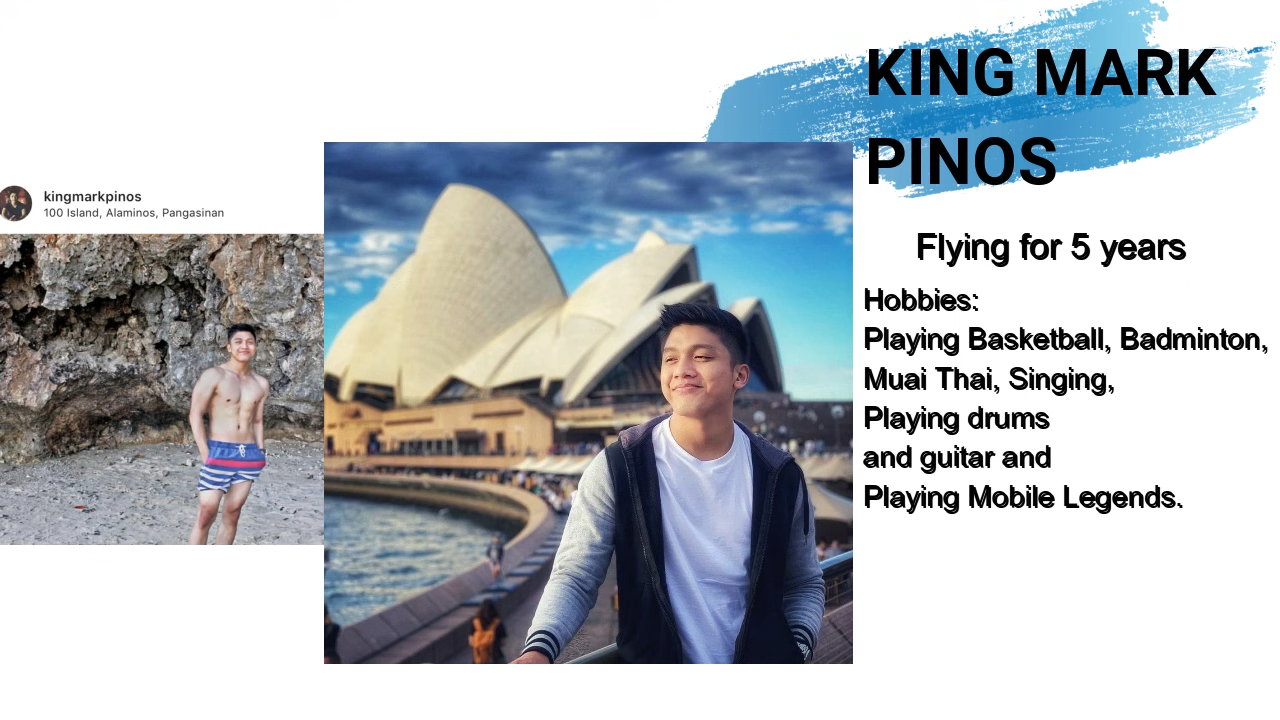 KING MARK
PINOS
kingmarkpinos
100 Island, Alaminos, Pangasinan
Flying for 5 years
Hobbies:
Playing Basketball, Badminton,
Muai Thai, Singing,
Playing drums
and guitar and
Playing Mobile Legends.